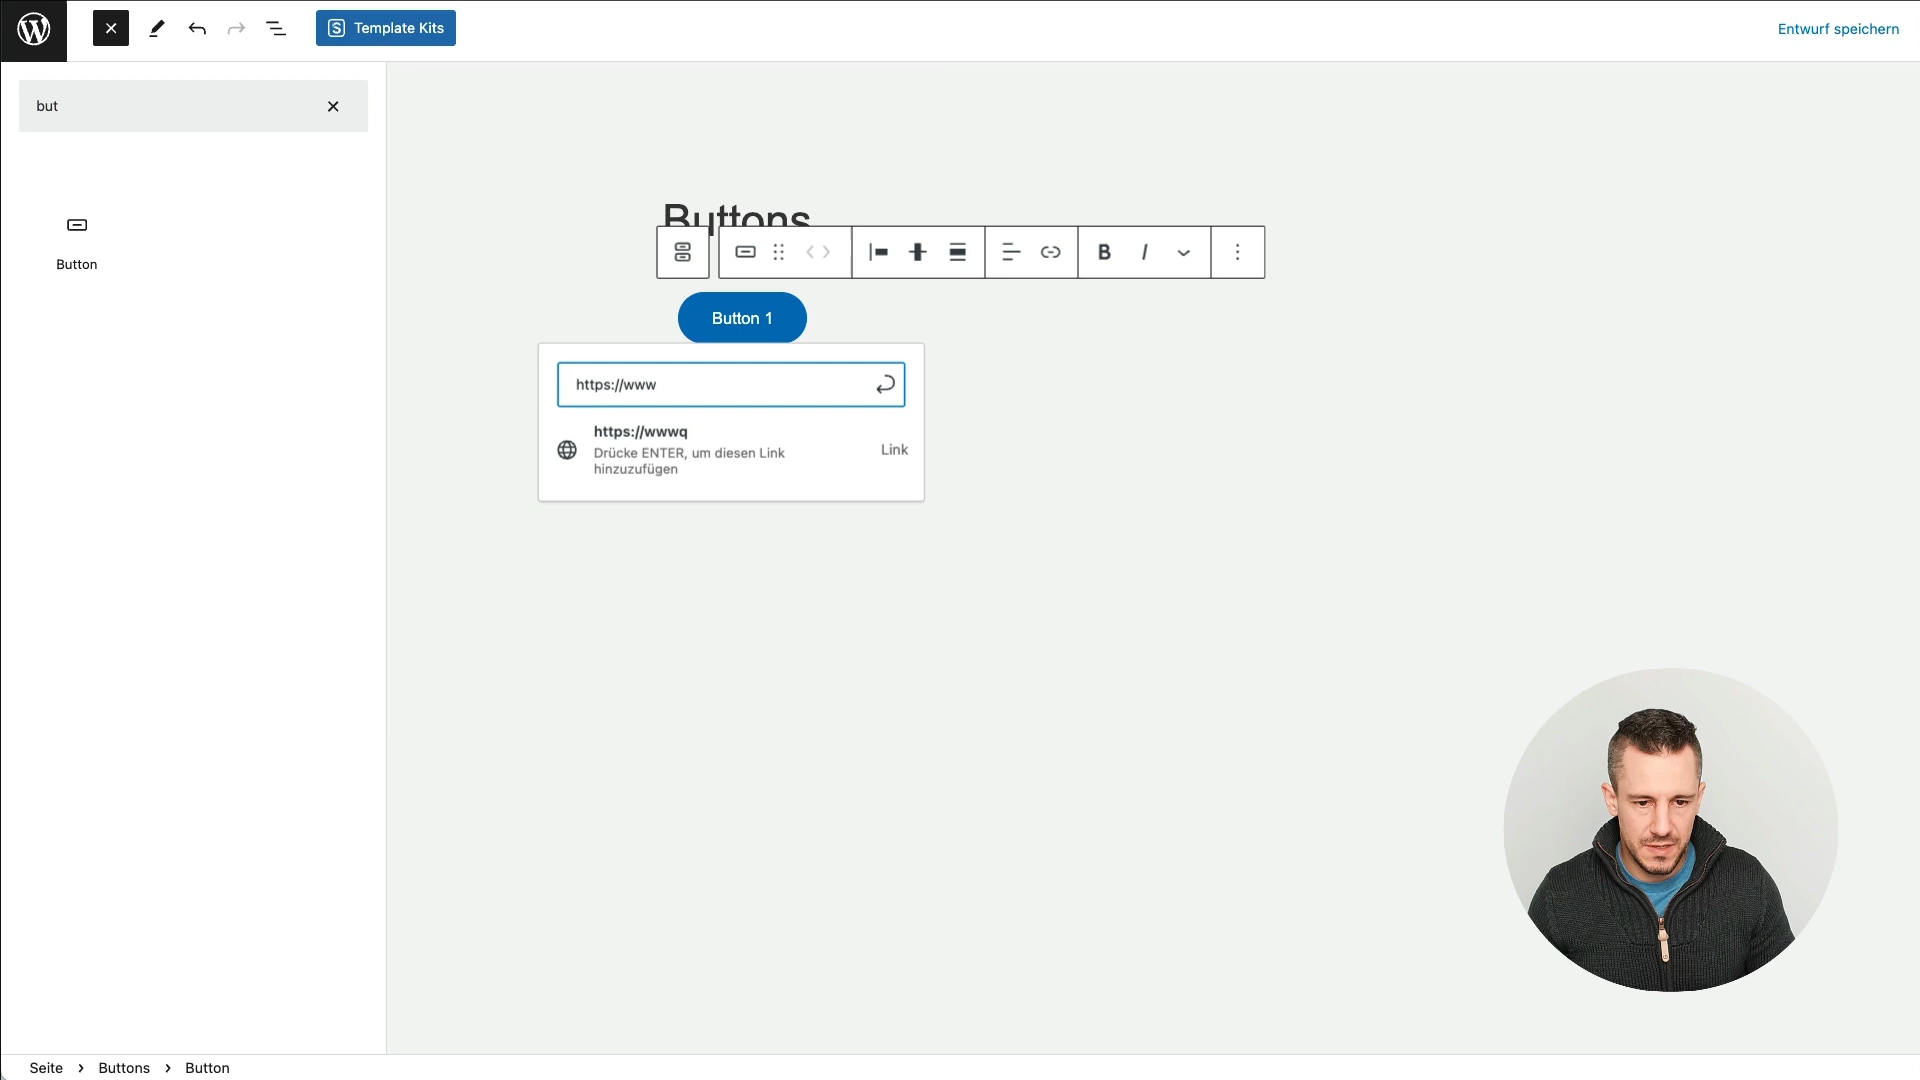 Template Kits
Entwurf speichern
but
Button
Buttons
B I
Button 1
https://www
https://wwwq
Drücke ENTER, um diesen Link
hinzuzufügen
Link
Seite > Buttons > Button